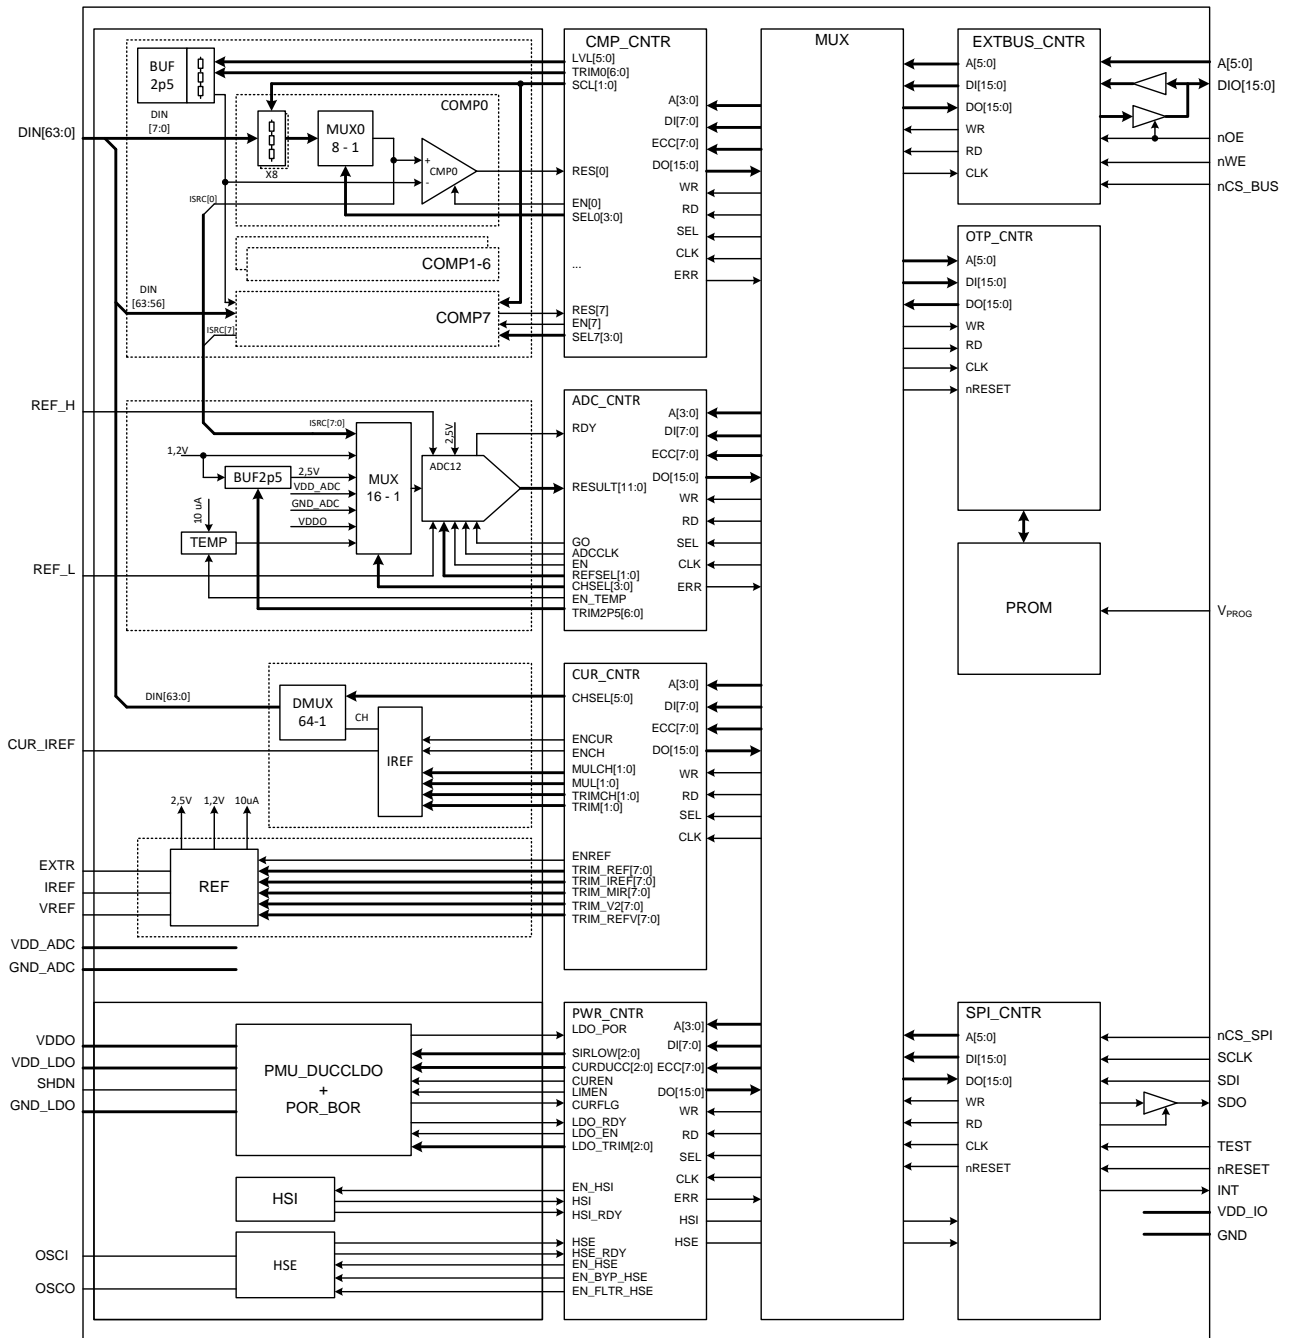 CMP_CNTR
MUX
EXTBUS_CNTR
BUF
2p5
LVL[5:0]
TRIM0[6:0]
SCL[1:0]
A[5:0]
DI[15:0]
DO[15:0]
WR
RD
CLK
A[5:0]
DIO[15:0]
nOE
nWE
nCS_BUS
DIN[63:0]
DIN
[7:0]
COMP0
X8
MUX0
8 - 1
+
-
CMP0
ISRC[0]
RES[0]
EN[0]
SEL0[3:0]
A[3:0]
DI[7:0]
ECC[7:0]
DO[15:0]
WR
RD
SEL
CLK
ERR
COMP1-6
...
DIN
[63:56]
COMP7
ISRC[7]
RES[7]
EN[7]
SEL7[3:0]
OTP_CNTR
A[5:0]
DI[15:0]
DO[15:0]
WR
RD
CLK
nRESET
PROM
VPROG
REF_H
ADC_CNTR
ISRC[7:0]
1,2V
BUF2p5
2,5V
VDD_ADC
GND_ADC
VDDO
10 uA
TEMP
MUX
16 - 1
ADC12
2,5V
RDY
RESULT[11:0]
GO
ADCCLK
EN
REFSEL[1:0]
CHSEL[3:0]
EN_TEMP
TRIM2P5[6:0]
A[3:0]
DI[7:0]
ECC[7:0]
DO[15:0]
WR
RD
SEL
CLK
ERR
REF_L
CUR_CNTR
DIN[63:0]
DMUX
64-1
CH
IREF
CHSEL[5:0]
ENCUR
ENCH
MULCH[1:0]
MUL[1:0]
TRIMCH[1:0]
TRIM[1:0]
A[3:0]
DI[7:0]
ECC[7:0]
DO[15:0]
WR
RD
SEL
CLK
CUR_IREF
2,5V
1,2V
10uA
REF
EXTR
IREF
VREF
ENREF
TRIM_REF[7:0]
TRIM_IREF[7:0]
TRIM_MIR[7:0]
TRIM_V2[7:0]
TRIM_REFV[7:0]
VDD_ADC
GND_ADC
PWR_CNTR
VDDO
VDD_LDO
SHDN
GND_LDO
PMU_DUCCLDO
+
POR_BOR
LDO_POR
SIRLOW[2:0]
CURDUCC[2:0]
CUREN
LIMEN
CURFLG
LDO_RDY
LDO_EN
LDO_TRIM[2:0]
A[3:0]
DI[7:0]
ECC[7:0]
DO[15:0]
WR
RD
SEL
CLK
ERR
HSI
HSE
HSI
EN_HSI
HSI
HSI_RDY
OSCI
OSCO
HSE
HSE
HSE_RDY
EN_HSE
EN_BYP_HSE
EN_FLTR_HSE
SPI_CNTR
A[5:0]
DI[15:0]
DO[15:0]
WR
RD
CLK
nRESET
nCS_SPI
SCLK
SDI
SDO
TEST
nRESET
INT
VDD_IO
GND